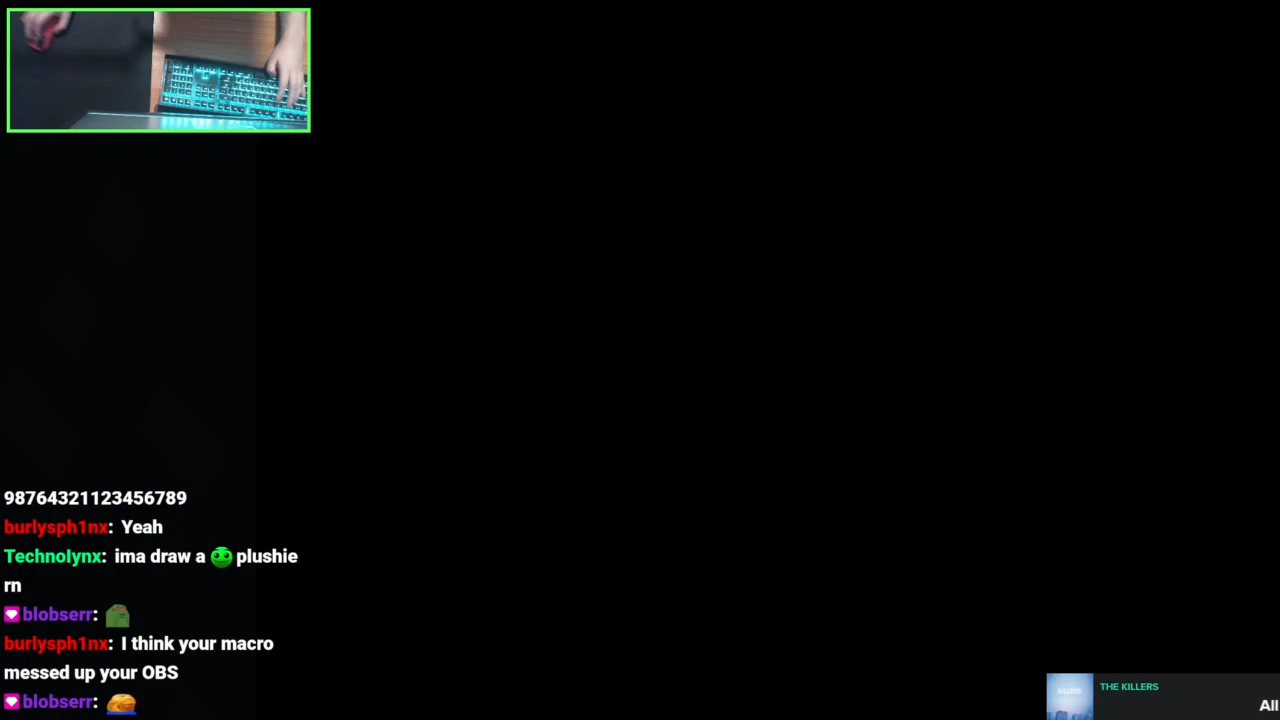 98764321123456789
burlysph1nx: Yeah
Technolynx: ima draw a plushie
rn
blobserr:
burlysph1nx: I think your macro
messed up your OBS
blobserr:
THE KILLERS
All